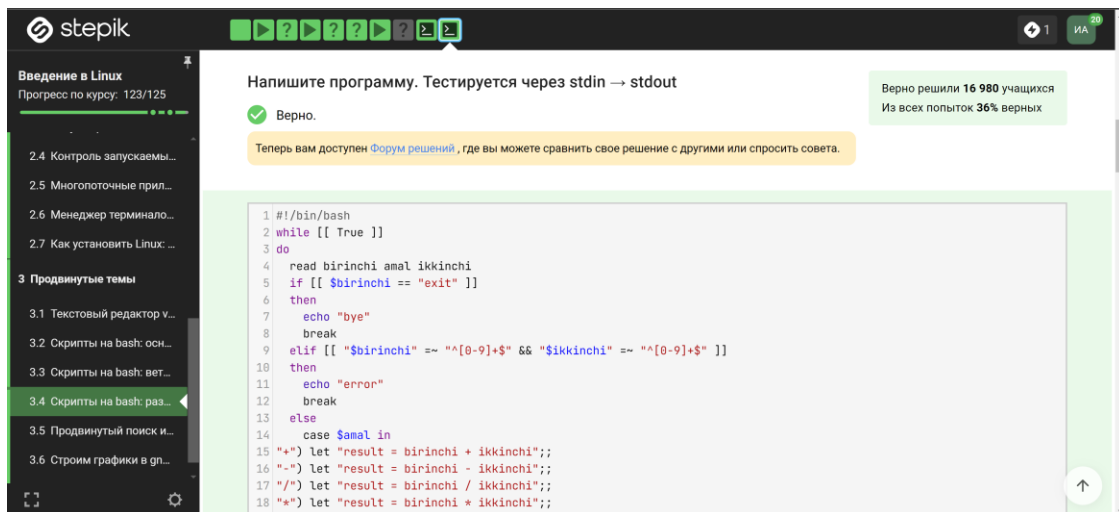 stepik
1
ИА
20
Введение в Linux
Прогресс по курсу: 123/125
2.4 Контроль запускаемы...
2.5 Многопоточные прил...
2.6 Менеджер терминало...
2.7 Как установить Linux: ...
3 Продвинутые темы
3.1 Текстовый редактор v...
3.2 Скрипты на bash: осн...
3.3 Скрипты на bash: вет...
3.4 Скрипты на bash: раз...
3.5 Продвинутый поиск и...
3.6 Строим графики в gn...
Напишите программу. Тестируется через stdin → stdout
Верно.
Верно решили 16 980 учащихся
Из всех попыток 36% верных
Теперь вам доступен Форум решений , где вы можете сравнить свое решение с другими или спросить совета.
1 #!/bin/bash
2 while [[ True ]]
3 do
4 read birinchi amal ikkinchi
5 if [[ $birinchi == "exit" ]]
6 then
7 echo "bye"
8 break
9 elif [[ "$birinchi" =~ "^[0-9]+$" && "$ikkinchi" =~ "^[0-9]+$" ]]
10 then
11 echo "error"
12 break
13 else
14 case $amal in
15 "+") let "result = birinchi + ikkinchi";;
16 "-") let "result = birinchi - ikkinchi";;
17 "/") let "result = birinchi / ikkinchi";;
18 "*") let "result = birinchi * ikkinchi";;